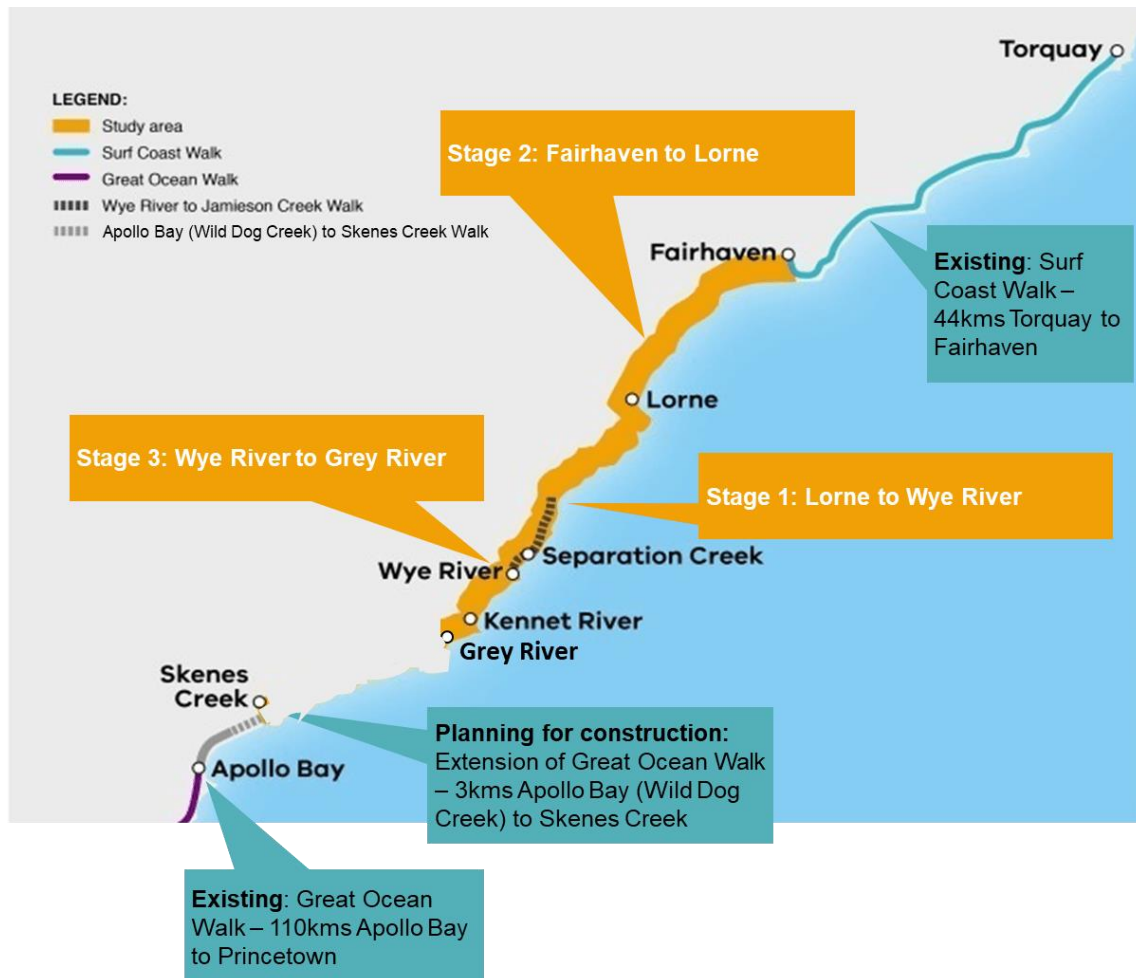 Torquay
LEGEND:
Study area
Surf Coast Walk
Great Ocean Walk
Wye River to Jamieson Creek Walk
Apollo Bay (Wild Dog Creek) to Skenes Creek Walk
Stage 2: Fairhaven to Lorne
Fairhaven
Existing: Surf
Coast Walk –
44kms Torquay to
Fairhaven
Lorne
Stage 3: Wye River to Grey River
Stage 1: Lorne to Wye River
Separation Creek
Wye River
Kennet River
Grey River
Skenes
Creek
Planning for construction:
Extension of Great Ocean Walk
– 3kms Apollo Bay (Wild Dog
Creek) to Skenes Creek
Apollo Bay
Existing: Great Ocean
Walk – 110kms Apollo Bay
to Princetown